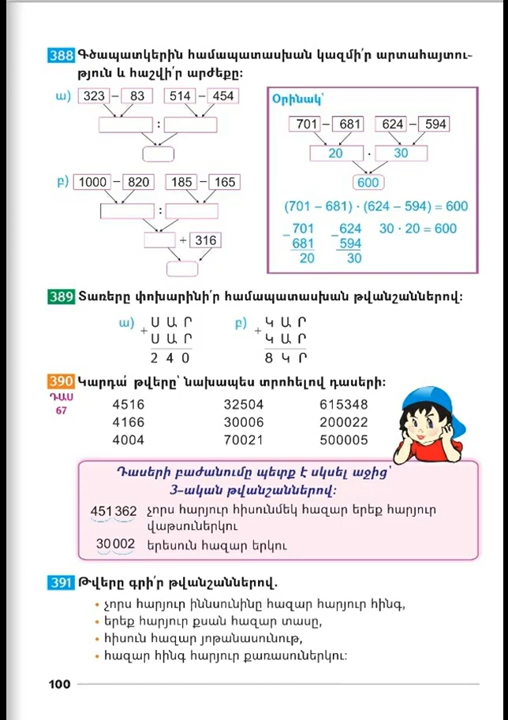 388 Գծապատկերին համապատասխան կազմի՛ր արտահայտու-
թյուն և հաշվի՛ր արժեքը:
ա) 323 – 83 514 – 454
:
բ) 1000 – 820 185 – 165
:
+ 316
Օրինակ՝
701 – 681 624 – 594
20 · 30
600
(701 – 681) · (624 – 594) = 600
– 701 – 624 30 · 20 = 600
681 594
20 30
389 Տառերը փոխարինի՛ր համապատասխան թվանշաններով:
ա) + Ս Ա Ր բ) + Կ Ա Ր
Ս Ա Ր Կ Ա Ր
2 4 0 8 Կ Ր
390 Կարդա՛ թվերը՝ նախապես տրոհելով դասերի:
ԴԱՍ
67
4516 32504 615348
4166 30006 200022
4004 70021 500005
Դասերի բաժանումը պետք է սկսել աջից՝
3–ական թվանշաններով:
451 362 չորս հարյուր հիսունմեկ հազար երեք հարյուր
վաթսուներկու
30 002 երեսուն հազար երկու
391 Թվերը գրի՛ր թվանշաններով.
• չորս հարյուր իննսունինը հազար հարյուր հինգ,
• երեք հարյուր քսան հազար տասը,
• հիսուն հազար յոթանասունութ,
• հազար հինգ հարյուր քառասուներկու:
100